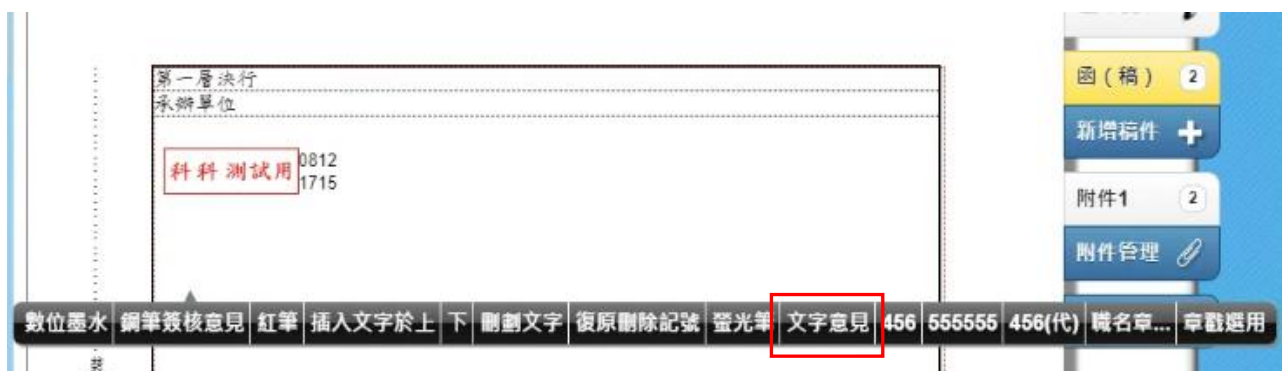 第一層決行
承辦單位
科科測試用
0812
1715
函(稿) 2
新增稿件
附件1 2
附件管理
數位墨水 鋼筆簽核意見 紅筆 插入文字於上 下 刪劃文字 復原刪除記號 螢光筆 文字意見 456 555555 456(代) 職名章... 章戳選用